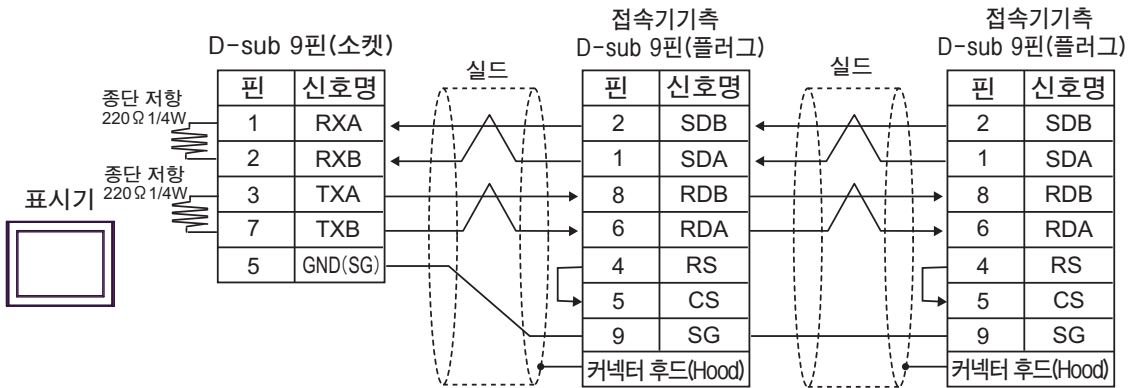 D-sub 9핀(소켓)
핀 신호명
1 RXA
2 RXB
3 TXA
7 TXB
5 GND(SG)
종단 저항
220Ω1/4W
종단 저항
220Ω1/4W
표시기
실드
접속기기측
D-sub 9핀(플러그)
핀 신호명
2 SDB
1 SDA
8 RDB
6 RDA
4 RS
5 CS
9 SG
커넥터 후드(Hood)
실드
접속기기측
D-sub 9핀(플러그)
핀 신호명
2 SDB
1 SDA
8 RDB
6 RDA
4 RS
5 CS
9 SG
커넥터 후드(Hood)